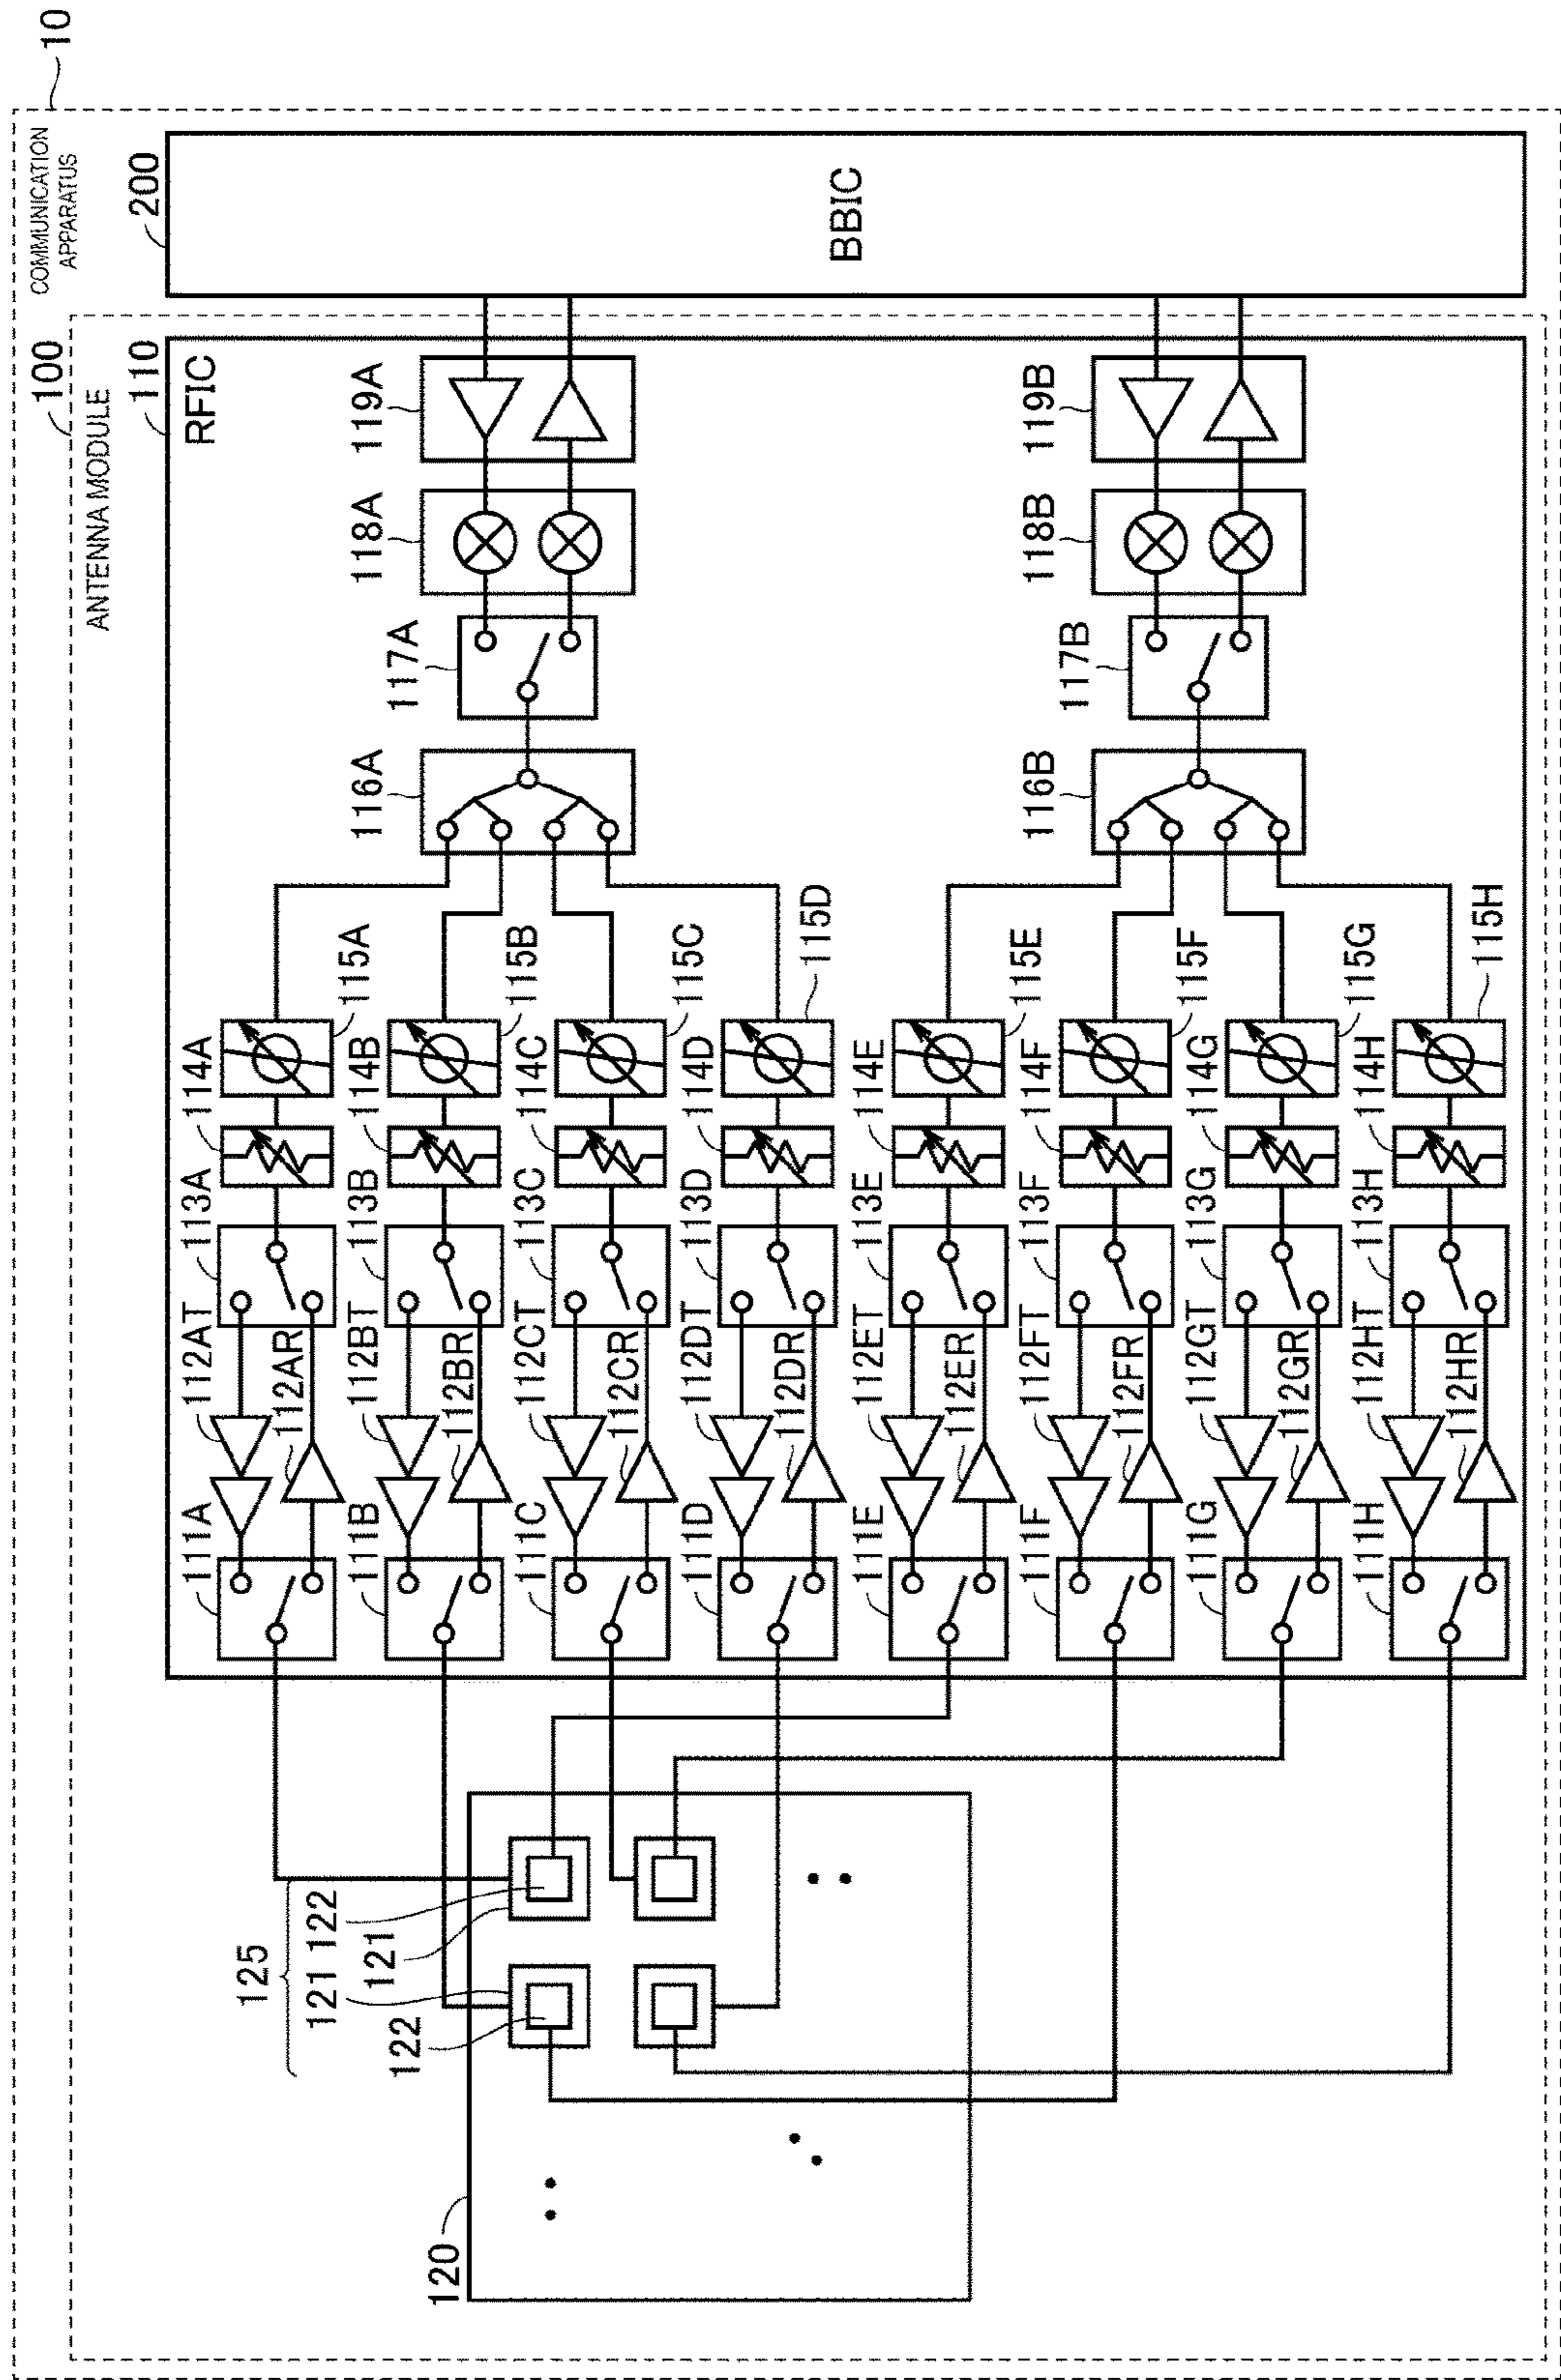 10
COMMUNICATION
APPARATUS
200
BBIC
100
ANTENNA MODULE
110
RFIC
119A
119B
118A
118B
117A
117B
116A
116B
115A
115B
115C
115D
115E
115F
115G
115H
114A
114B
114C
114D
114E
114F
114G
114H
113A
113B
113C
113D
113E
113F
113G
113H
112AT
112BT
112CT
112DT
112ET
112FT
112GT
112HT
112AR
112BR
112CR
112DR
112ER
112FR
112GR
112HR
111A
111B
111C
111D
111E
111F
111G
111H
125
121 122
121
122
120